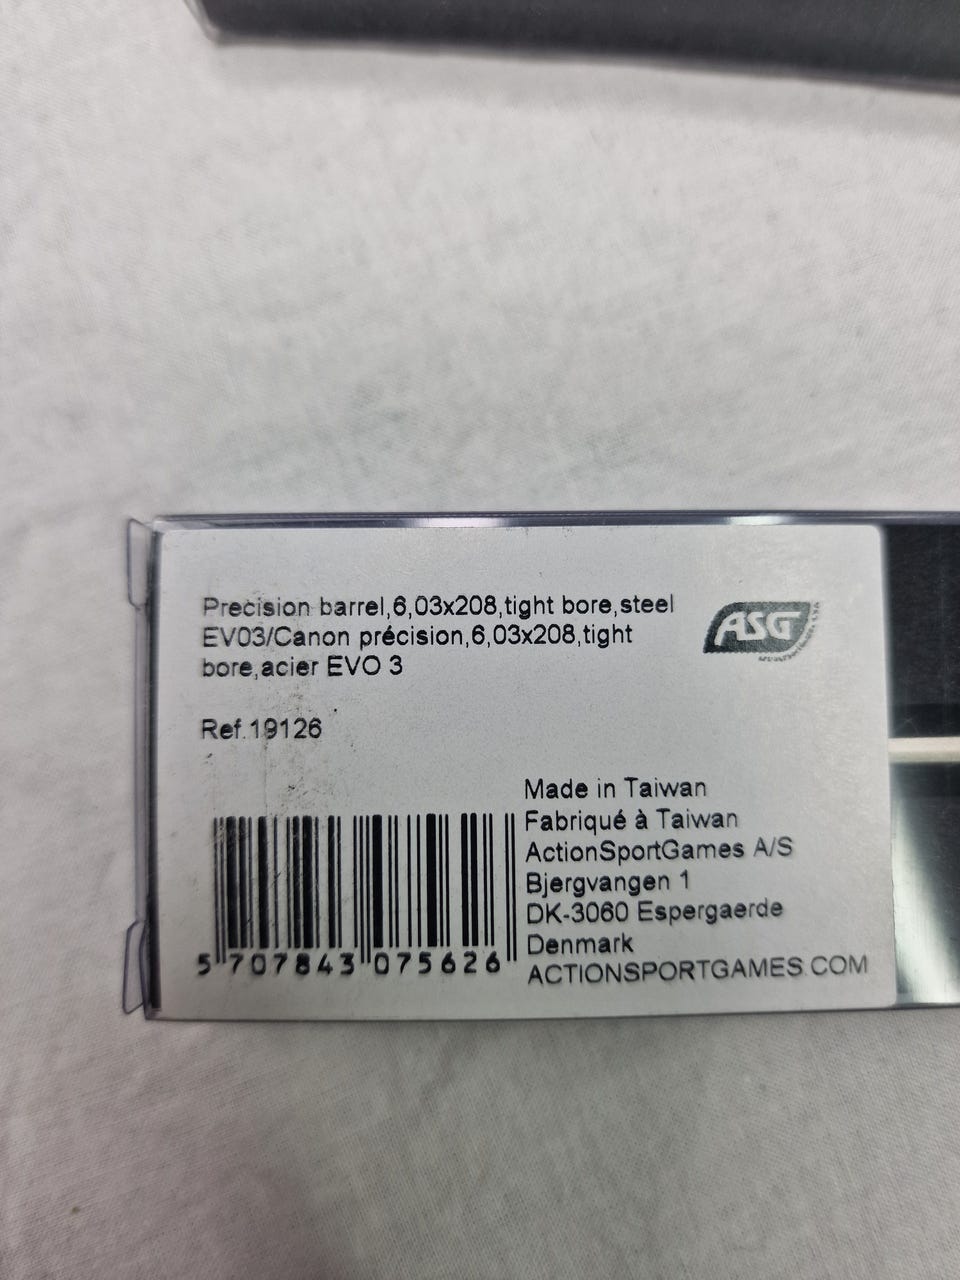 Precision barrel,6,03x208,tight bore,steel
EVO3/Canon précision,6,03x208,tight
bore,acier EVO 3
ASG
Ref.19126
Made in Taiwan
Fabriqué à Taiwan
ActionSportGames A/S
Bjergvangen 1
DK-3060 Espergaerde
Denmark
ACTIONSPORTGAMES.COM
5 707843 075626